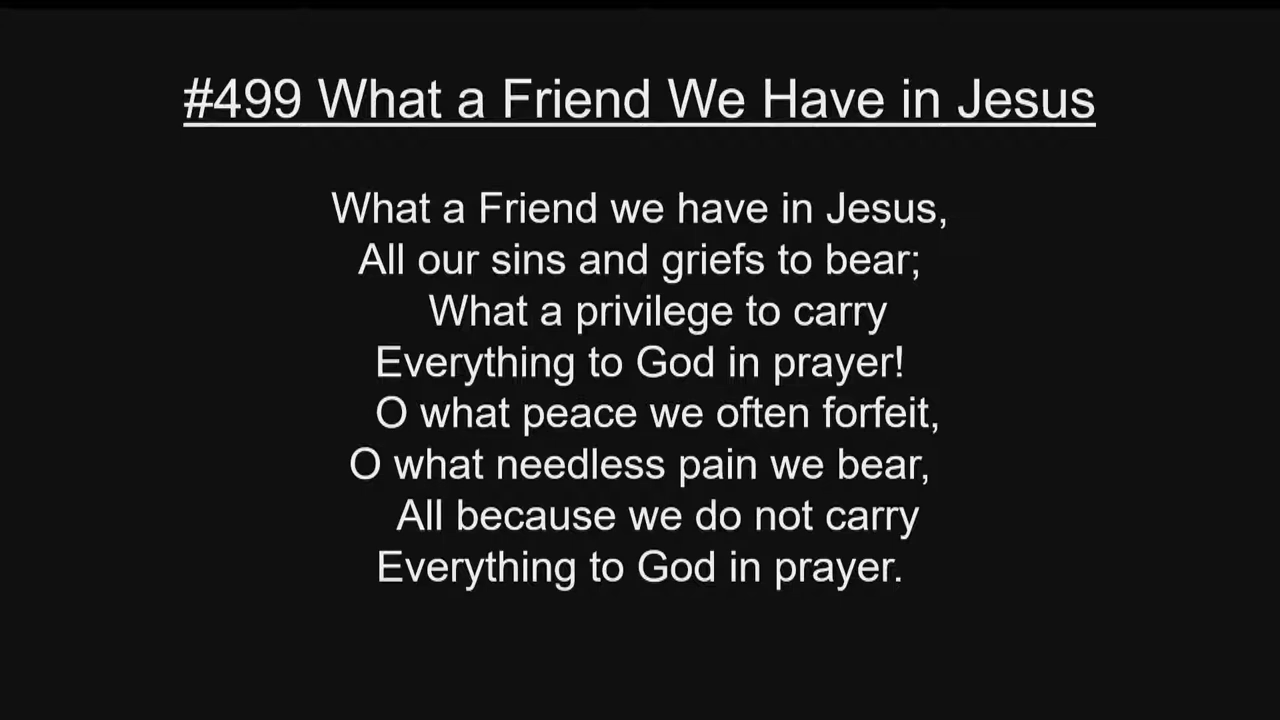 #499 What a Friend We Have in Jesus
What a Friend we have in Jesus,
All our sins and griefs to bear;
What a privilege to carry
Everything to God in prayer!
O what peace we often forfeit,
O what needless pain we bear,
All because we do not carry
Everything to God in prayer.